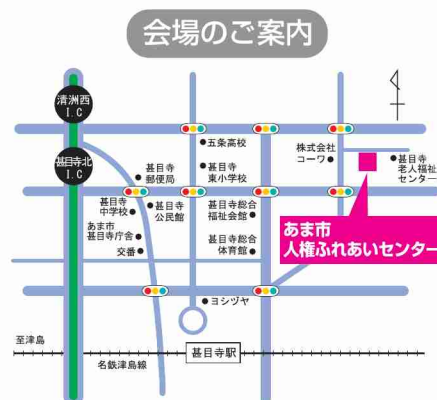 会場のご案内
清洲西
I.C
甚目寺北
I.C
五条高校
甚目寺
東小学校
株式会社
コーワ
甚目寺
老人福祉
センター
甚目寺
郵便局
甚目寺
中学校
甚目寺
公民館
甚目寺総合
福祉会館
あま市
甚目寺庁舎
交番
甚目寺総合
体育館
あま市
人権ふれあいセンター
ヨシヅヤ
至津島
甚目寺駅
名鉄津島線